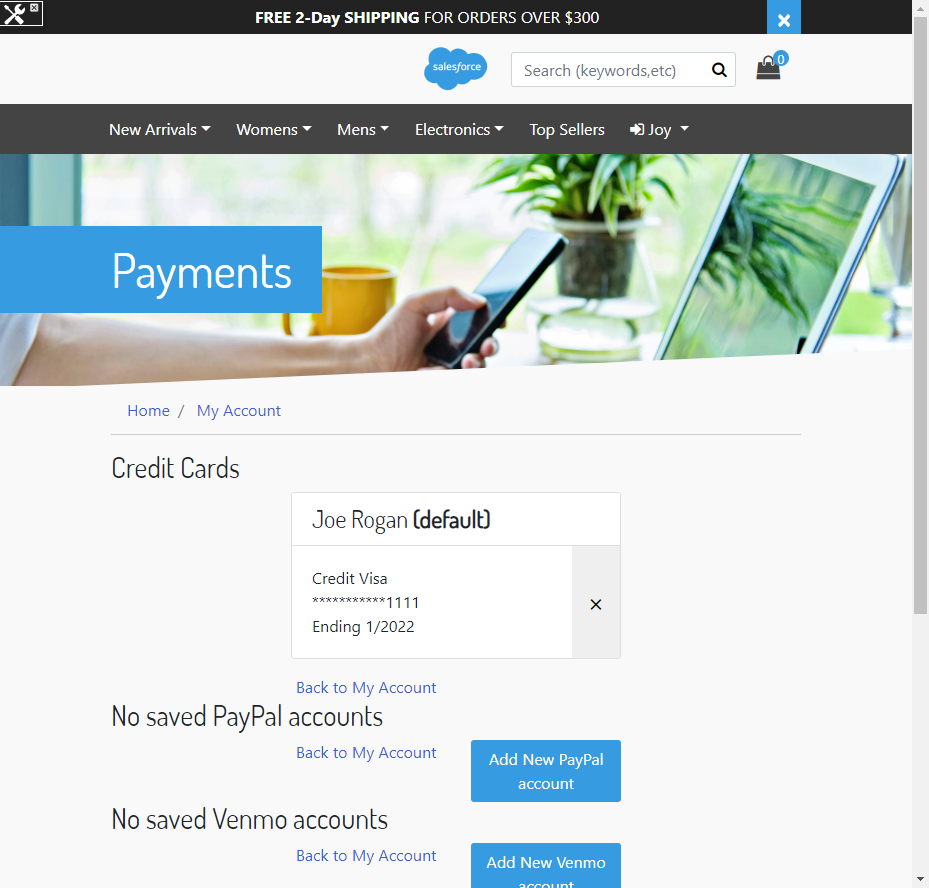 FREE 2-Day SHIPPING FOR ORDERS OVER $300
salesforce
Search (keywords,etc)
0
New Arrivals Womens Mens Electronics Top Sellers Joy
Payments
Home / My Account
Credit Cards
Joe Rogan (default)
Credit Visa
***********1111
Ending 1/2022
Back to My Account
No saved PayPal accounts
Back to My Account
Add New PayPal
account
No saved Venmo accounts
Back to My Account
Add New Venmo
account